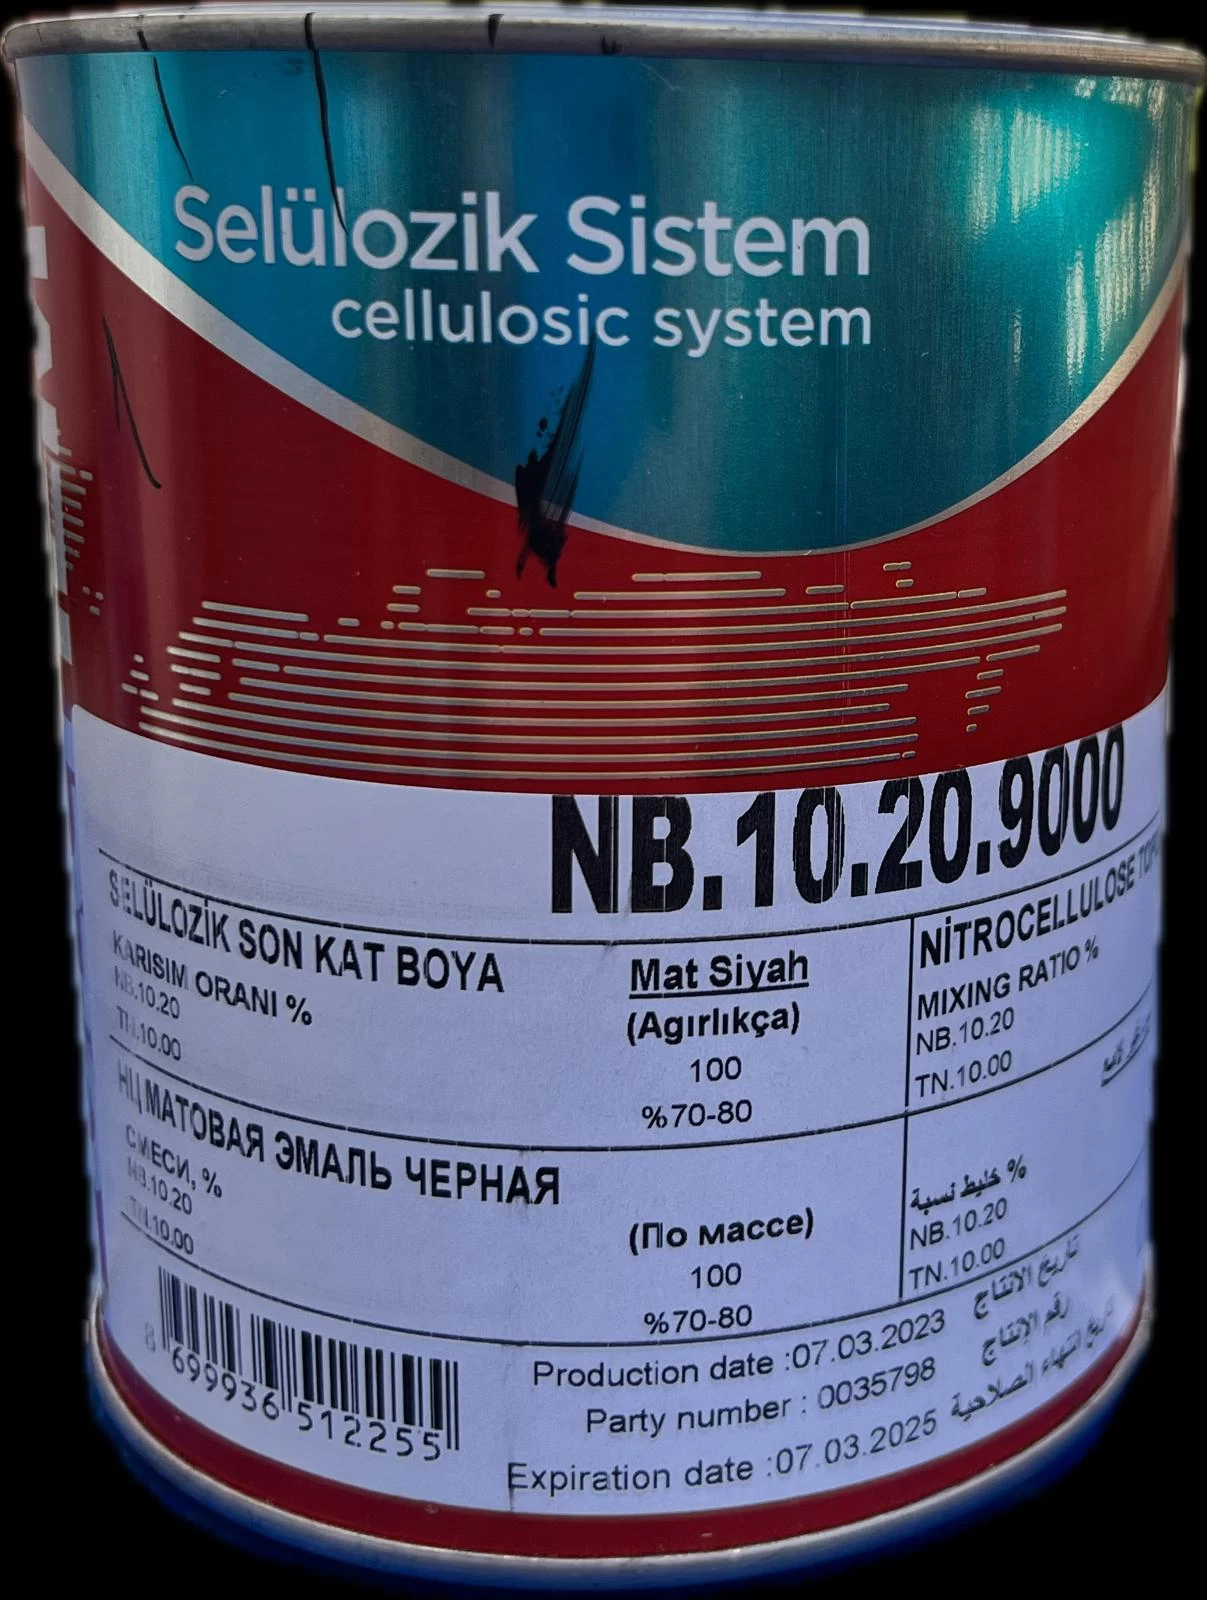 Selülozik Sistem
cellulosic system
NB.10.20.9000
SELÜLOZİK SON KAT BOYA
KARISIM ORANI %
NB.10.20
TN.10.00
Mat Siyah
(Agırlıkça)
100
%70-80
NİTROCELLULOSE
MIXING RATIO %
NB.10.20
TN.10.00
НЦ МАТОВАЯ ЭМАЛЬ ЧЕРНАЯ
СМЕСИ, %
NB.10.20
TN.10.00
(По массе)
100
%70-80
% خليط نسبة
NB.10.20
TN.10.00
8 699936 512255
Production date :07.03.2023 تاريخ الانتاج
Party number : 0035798 رقم الإنتاج
Expiration date :07.03.2025 تاريخ انتهاء الصلاحية